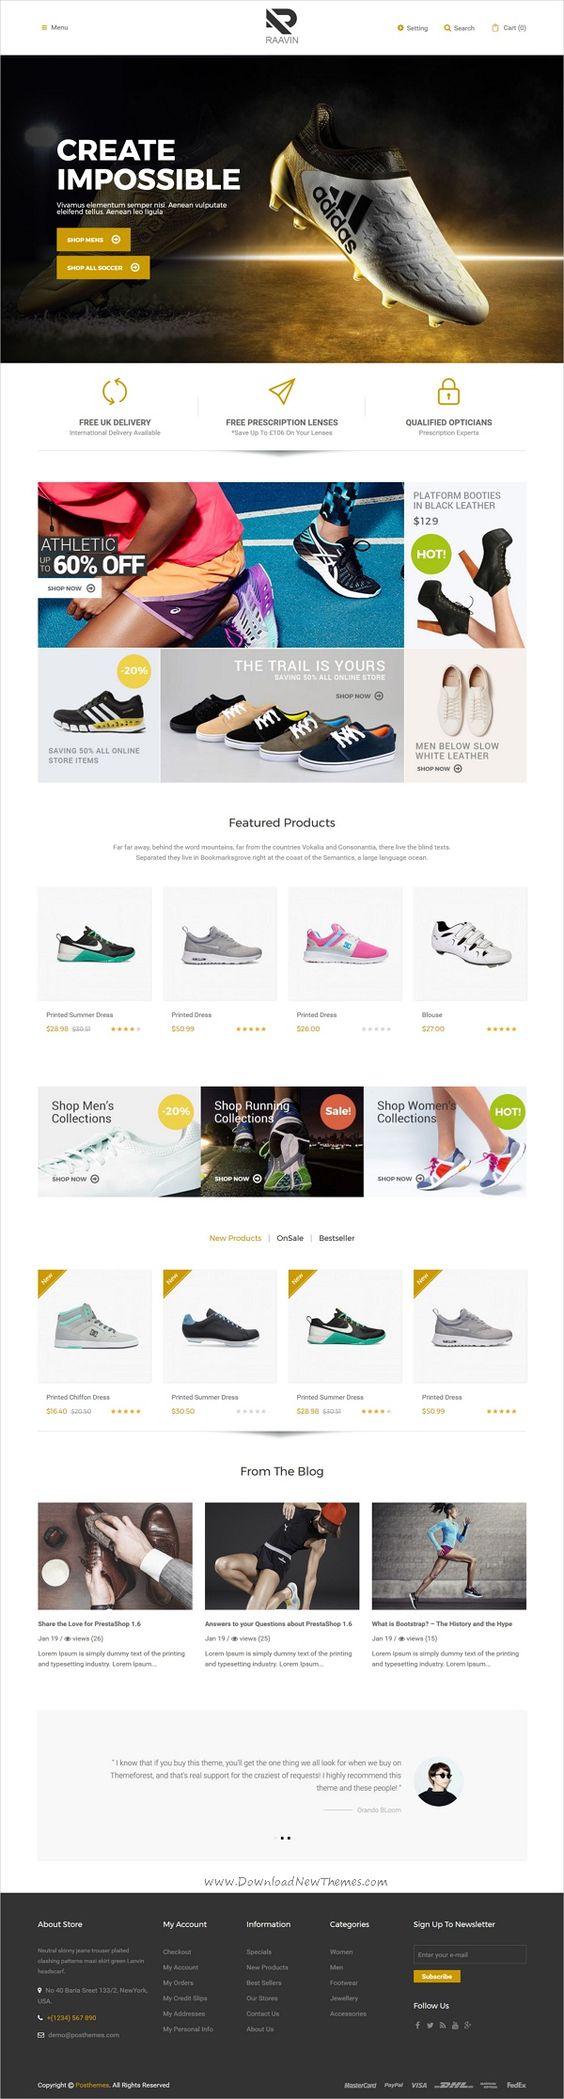 Menu
RAAVIN
Setting
Search
Cart (0)
CREATE
IMPOSSIBLE
Vivamus elementum semper nisi. Aenean vulputate
eleifend tellus. Aenean leo ligula
SHOP MENS
SHOP ALL SOCCER
adidas
FREE UK DELIVERY
International Delivery Available
FREE PRESCRIPTION LENSES
*Save Up To £106 On Your Lenses
QUALIFIED OPTICIANS
Prescription Experts
ATHLETIC
UP TO 60% OFF
SHOP NOW
asics
PLATFORM BOOTIES
IN BLACK LEATHER
$129
HOT!
-20%
SAVING 50% ALL ONLINE
STORE ITEMS
THE TRAIL IS YOURS
SAVING 50% ALL ONLINE STORE
SHOP NOW
MEN BELOW SLOW
WHITE LEATHER
SHOP NOW
Featured Products
Far far away, behind the word mountains, far from the countries Vokalia and Consonantia, there live the blind texts.
Separated they live in Bookmarksgrove right at the coast of the Semantics, a large language ocean.
Printed Summer Dress
$28.98 $30.51
Printed Dress
$50.99
Printed Dress
$26.00
Blouse
$27.00
Shop Men's
Collections
-20%
SHOP NOW
Shop Running
Collections
Sale!
SHOP NOW
Shop Women's
Collections
HOT!
SHOP NOW
New Products | OnSale | Bestseller
New
New
New
New
Printed Chiffon Dress
$16.40 $20.50
Printed Summer Dress
$30.50
Printed Summer Dress
$28.98 $30.51
Printed Dress
$50.99
From The Blog
Share the Love for PrestaShop 1.6
Jan 19 / views (26)
Lorem Ipsum is simply dummy text of the printing
and typesetting industry. Lorem Ipsum...
Answers to your Questions about PrestaShop 1.6
Jan 19 / views (25)
Lorem Ipsum is simply dummy text of the printing
and typesetting industry. Lorem Ipsum...
What is Bootstrap? – The History and the Hype
Jan 19 / views (15)
Lorem Ipsum is simply dummy text of the printing
and typesetting industry. Lorem Ipsum...
" I know that if you buy this theme, you'll get the one thing we all look for when we buy on
Themeforest, and that's real support for the craziest of requests! I highly recommend this
theme and these people! "
Orando BLoom
www.DownloadNewThemes.com
About Store
Neutral skinny jeans trouser plaited
clashing patterns maxi skirt green Lanvin
headscarf.
No 40 Baria Sreet 133/2, NewYork,
USA.
+(1234) 567 890
demo@posthemes.com
My Account
Checkout
My Account
My Orders
My Credit Slips
My Addresses
My Personal Info
Information
Specials
New Products
Best Sellers
Our Stores
Contact Us
About Us
Categories
Women
Men
Footwear
Jewellery
Accessories
Sign Up To Newsletter
Enter your e-mail
Subscribe
Follow Us
Copyright © Posthemes. All Rights Reserved
MasterCard PayPal VISA DHL FedEx